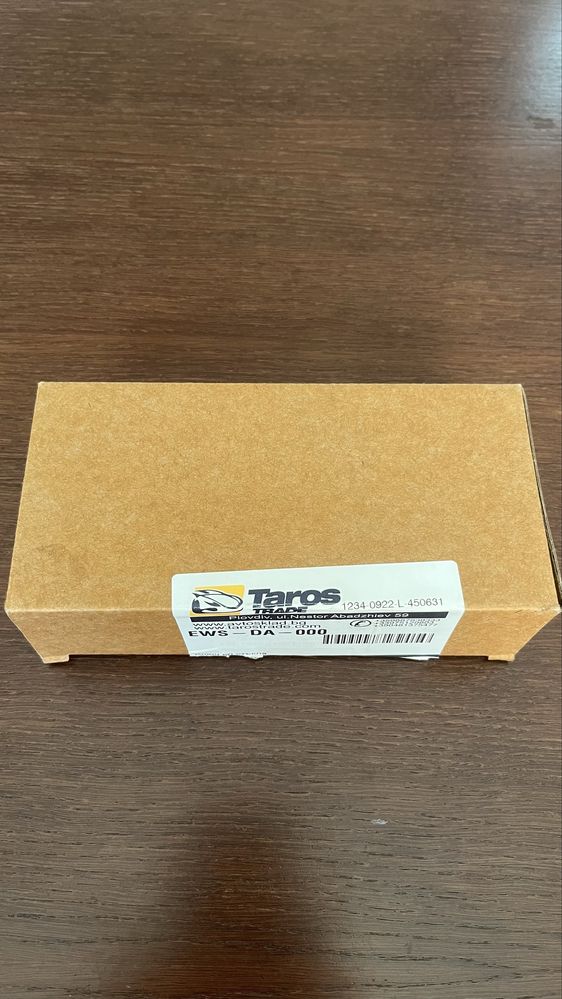 Taros
TRADE
1234-0922-L-450631
Plovdiv, ul.Nestor Abadzhiev 59
www.avtosklad.bg
www.tarostrade.com
EWS - DA - 000